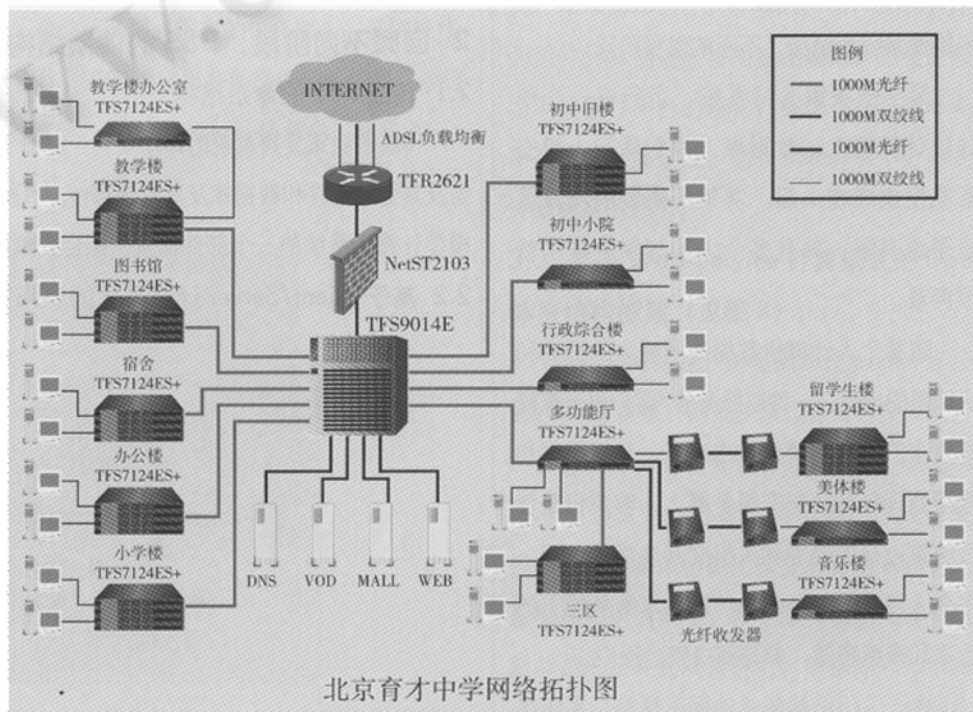 教学楼办公室
TFS7124ES+
教学楼
TFS7124ES+
图书馆
TFS7124ES+
宿舍
TFS7124ES+
办公楼
TFS7124ES+
小学楼
TFS7124ES+
INTERNET
ADSL负载均衡
TFR2621
NetST2103
TFS9014E
DNS
VOD
MALL
WEB
初中旧楼
TFS7124ES+
初中小院
TFS7124ES+
行政综合楼
TFS7124ES+
多功能厅
TFS7124ES+
三区
TFS7124ES+
图例
1000M光纤
1000M双绞线
1000M光纤
1000M双绞线
留学生楼
TFS7124ES+
美体楼
TFS7124ES+
音乐楼
TFS7124ES+
光纤收发器
北京育才中学网络拓扑图